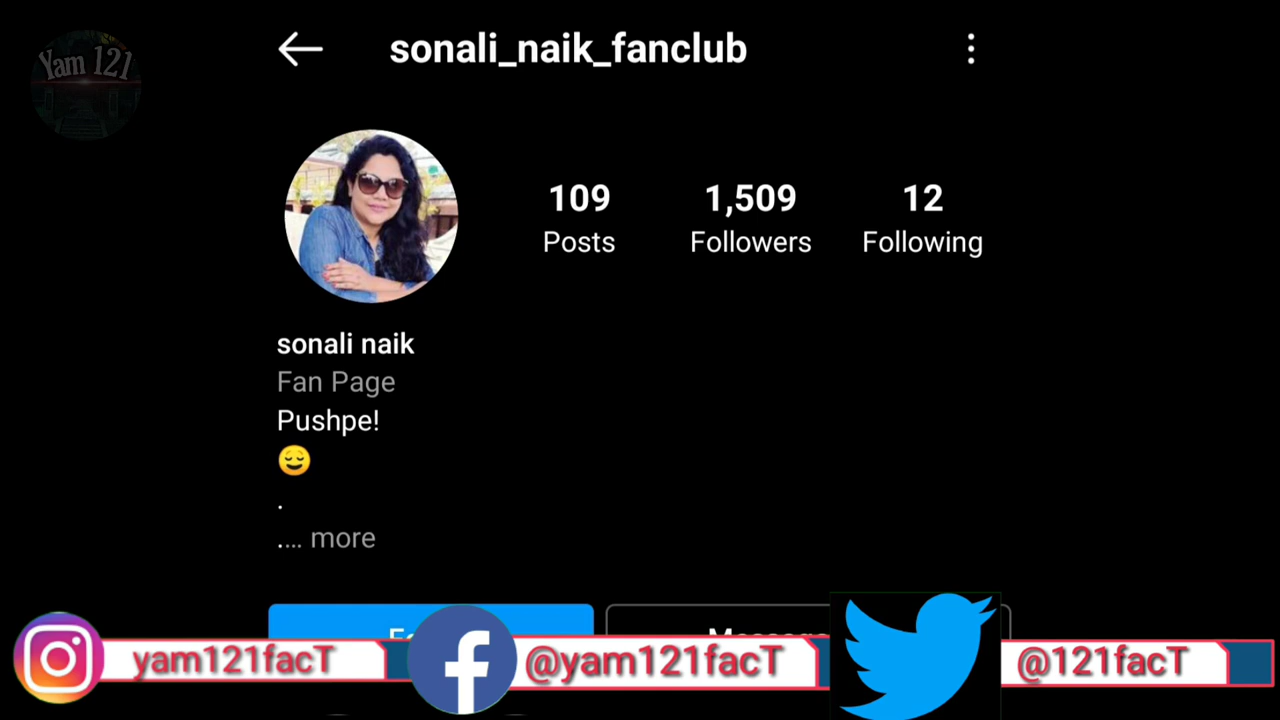 Yam 121
sonali_naik_fanclub
109 1,509 12
Posts Followers Following
sonali naik
Fan Page
Pushpe!
😌
.
.... more
yam121facT @yam121facT @121facT